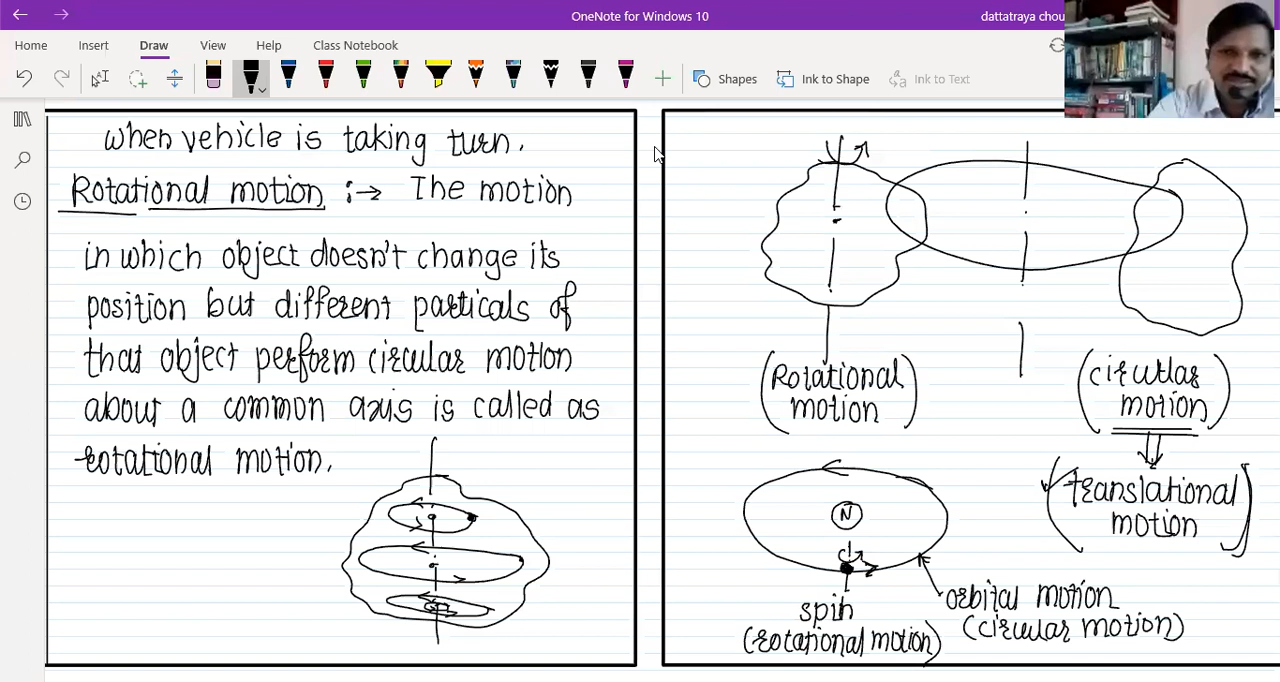 OneNote for Windows 10
dattatraya chou
Home Insert Draw View Help Class Notebook
Shapes Ink to Shape Ink to Text
when vehicle is taking turn.
Rotational motion :→ The motion
in which object doesn't change its
position but different particals of
that object perform circular motion
about a common axis is called as
rotational motion.
(Rotational
motion)
(cirutlar
motion)
(translational
motion)
N
spin
(rotational motion)
orbital motion
(circular motion)